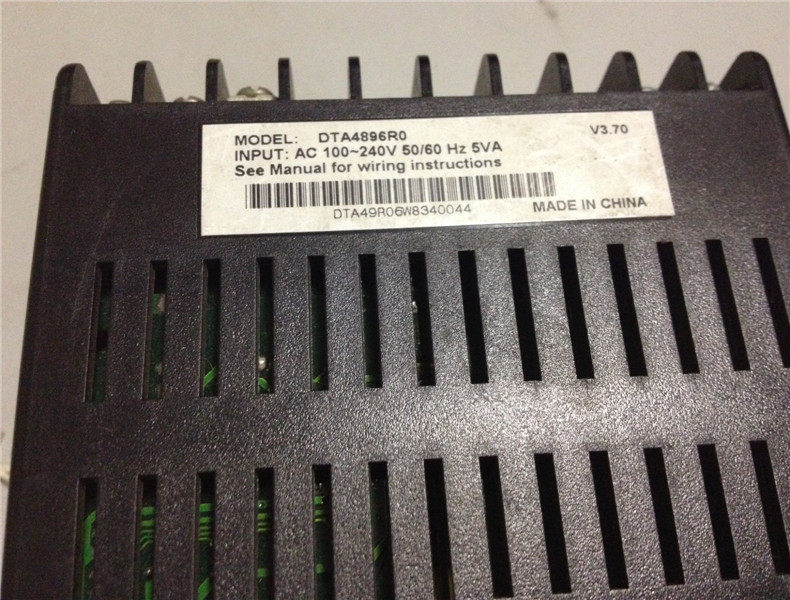 MODEL: DTA4896R0 V3.70
INPUT: AC 100~240V 50/60 Hz 5VA
See Manual for wiring instructions
DTA49R06W8340044 MADE IN CHINA